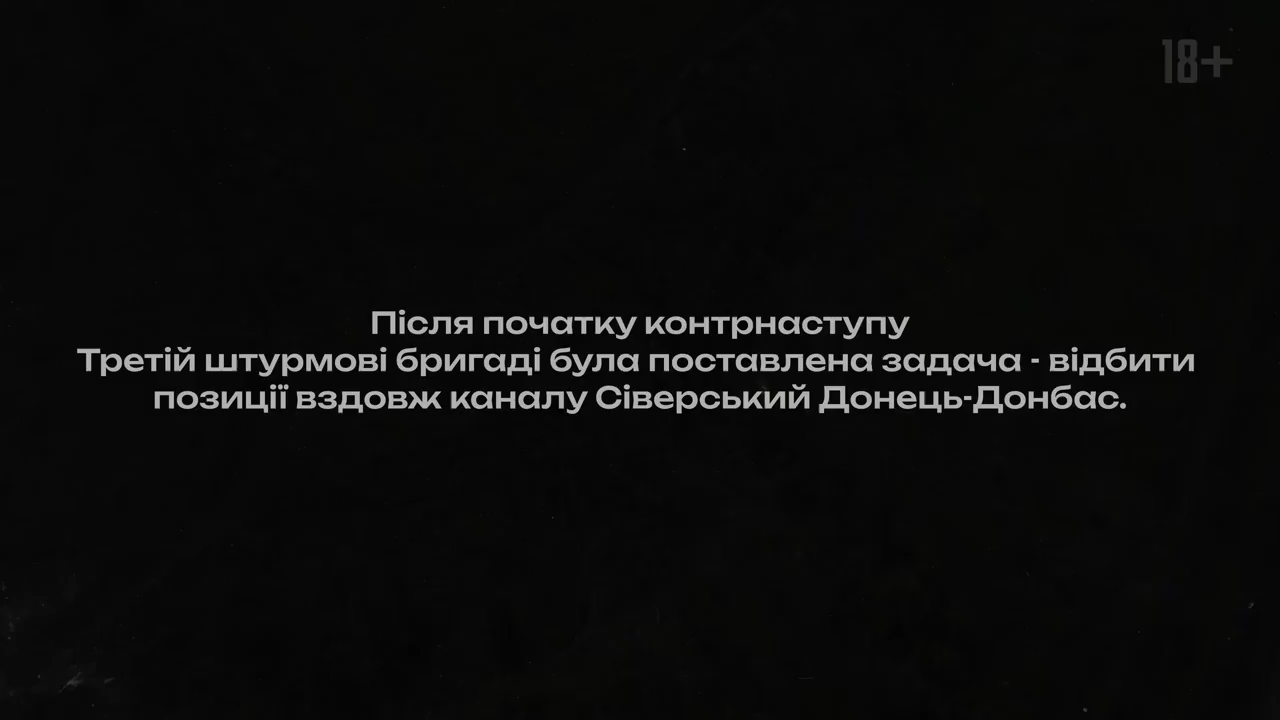 18+
Після початку контрнаступу
Третій штурмові бригаді була поставлена задача - відбити
позиції вздовж каналу Сіверський Донець-Донбас.